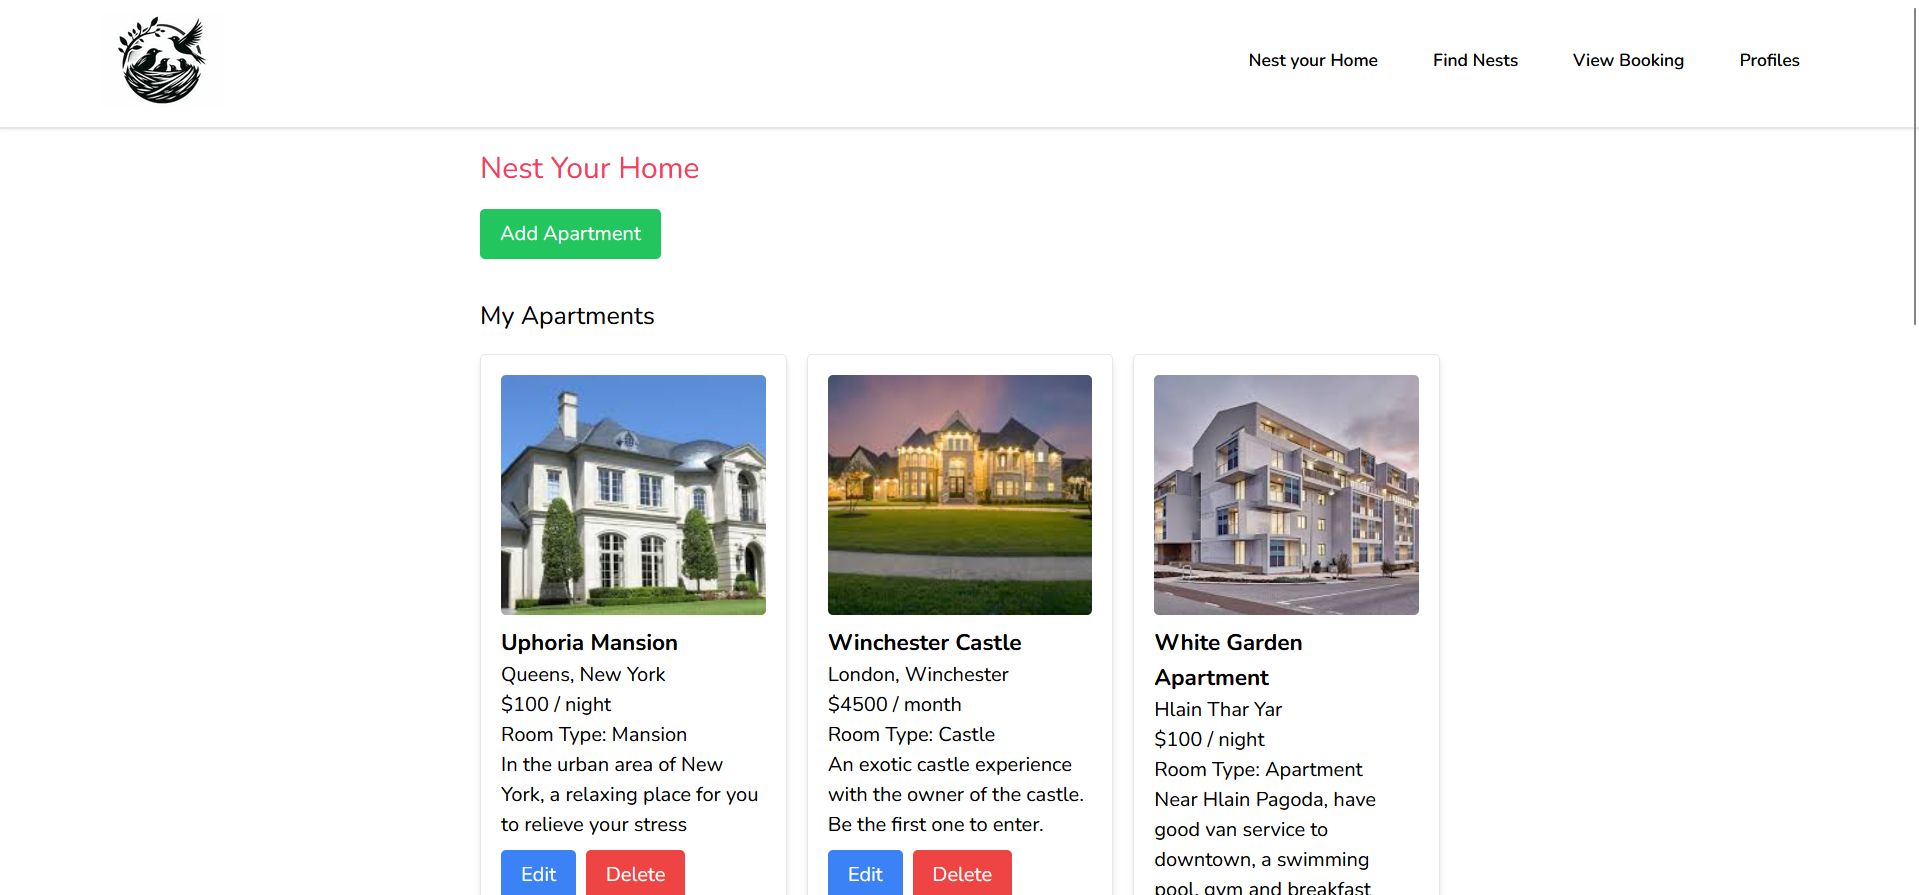 Nest your Home
Find Nests
View Booking
Profiles
Nest Your Home
Add Apartment
My Apartments
Uphoria Mansion
Queens, New York
$100 / night
Room Type: Mansion
In the urban area of New
York, a relaxing place for you
to relieve your stress
Edit
Delete
Winchester Castle
London, Winchester
$4500 / month
Room Type: Castle
An exotic castle experience
with the owner of the castle.
Be the first one to enter.
Edit
Delete
White Garden
Apartment
Hlain Thar Yar
$100 / night
Room Type: Apartment
Near Hlain Pagoda, have
good van service to
downtown, a swimming
pool, gym and breakfast